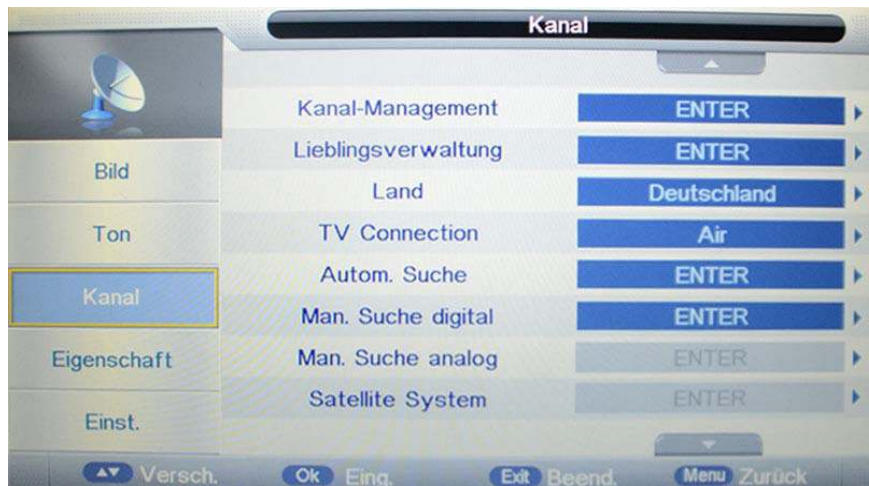 Kanal
Bild
Ton
Kanal
Eigenschaft
Einst.
Kanal-Management ENTER
Lieblingsverwaltung ENTER
Land Deutschland
TV Connection Air
Autom. Suche ENTER
Man. Suche digital ENTER
Man. Suche analog ENTER
Satellite System ENTER
Versch. Ok Eing. Exit Beend. Menu Zurück